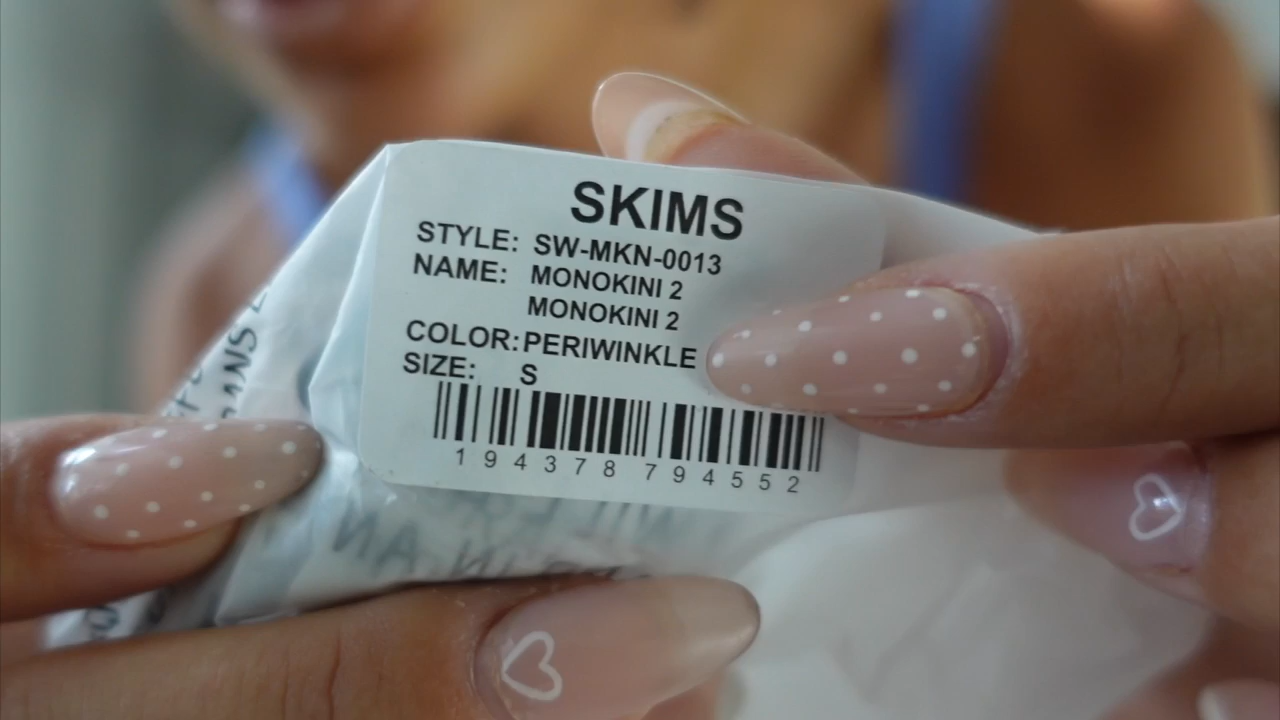 SKIMS
STYLE: SW-MKN-0013
NAME: MONOKINI 2
MONOKINI 2
COLOR: PERIWINKLE
SIZE: S
194378 794552